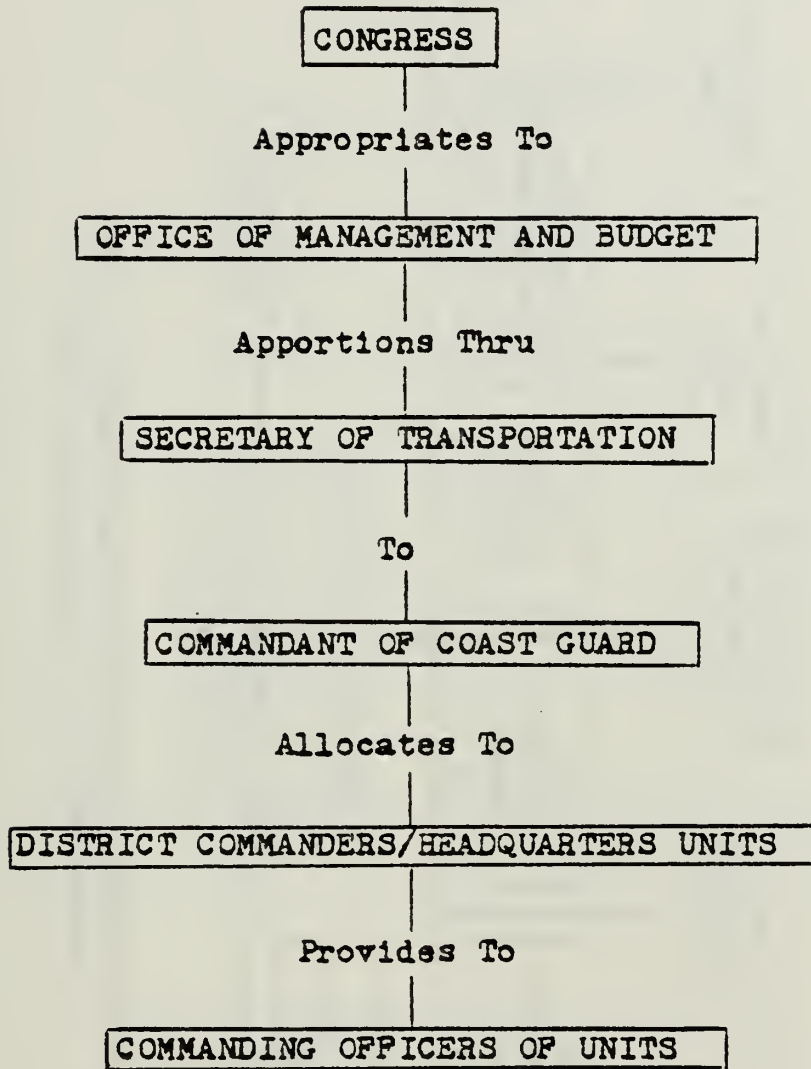 CONGRESS
Appropriates To
OFFICE OF MANAGEMENT AND BUDGET
Apportions Thru
SECRETARY OF TRANSPORTATION
To
COMMANDANT OF COAST GUARD
Allocates To
DISTRICT COMMANDERS/HEADQUARTERS UNITS
Provides To
COMMANDING OFFICERS OF UNITS